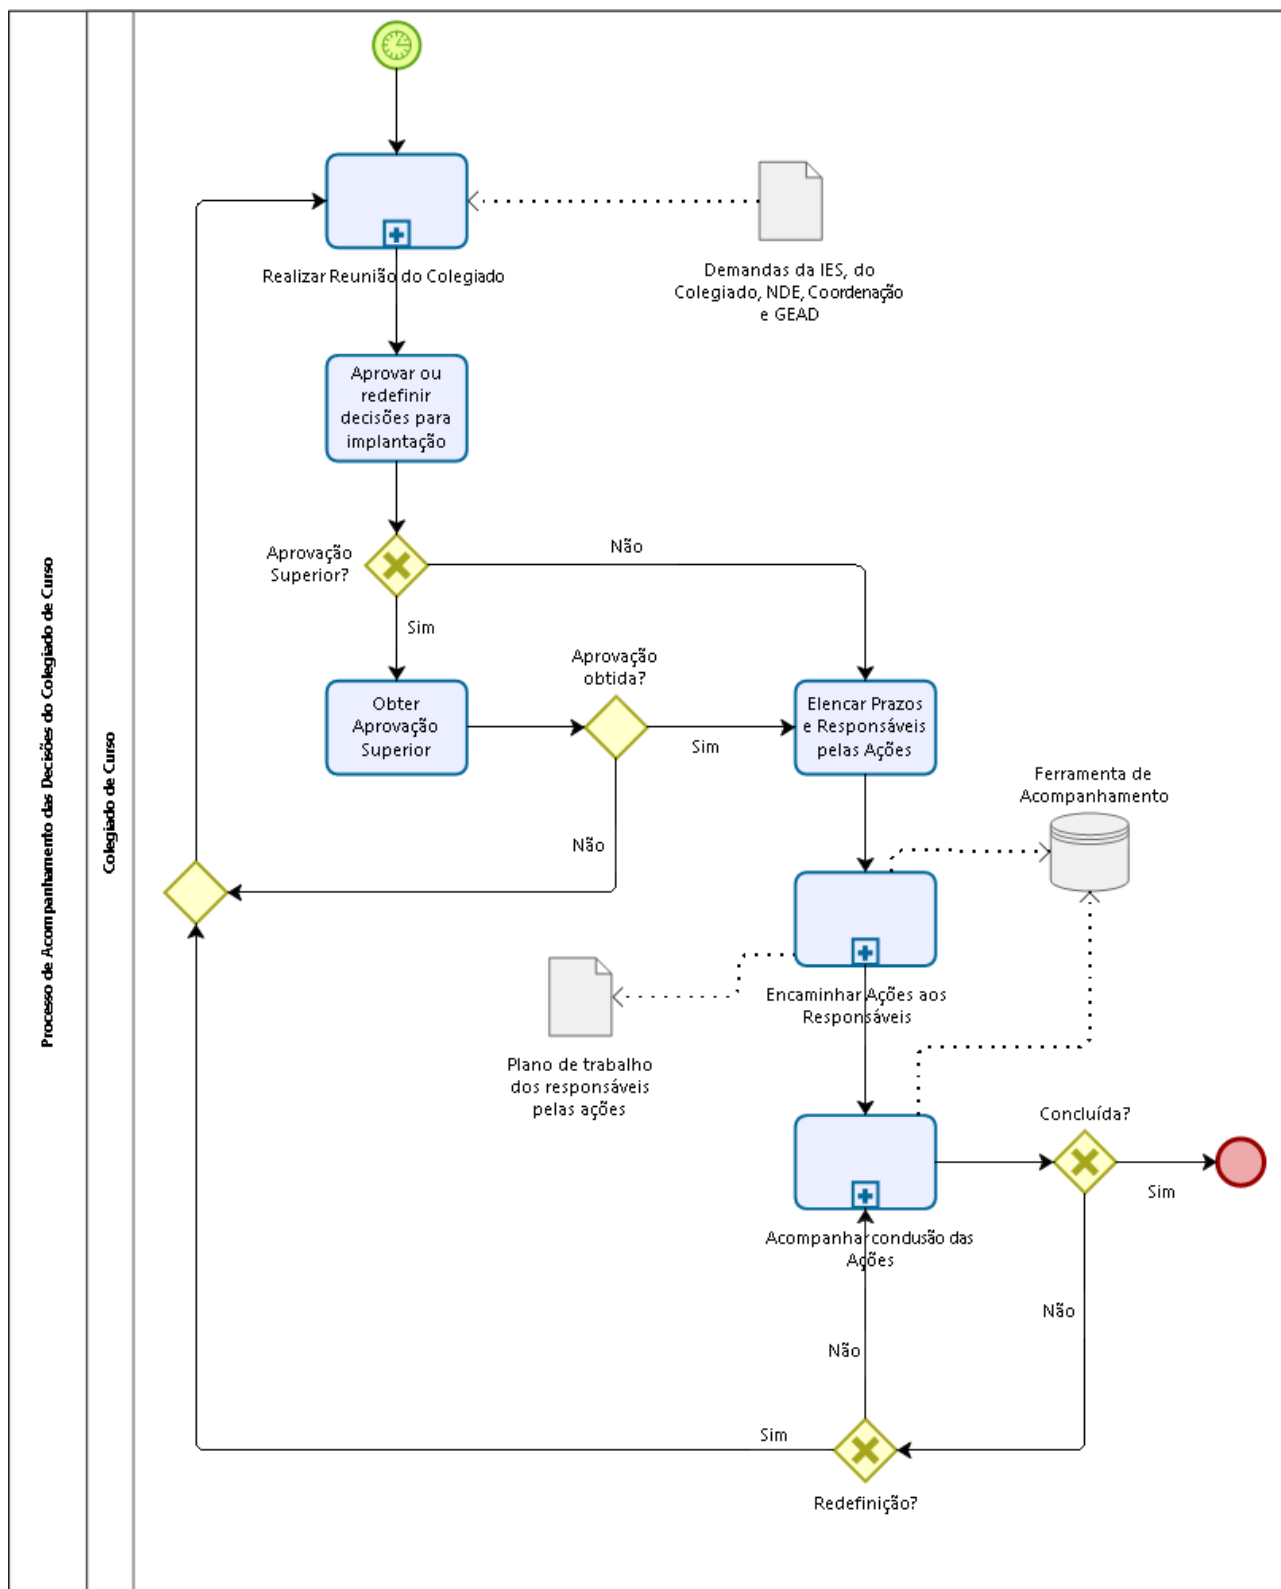 Processo de Acompanhamento das Decisões do Colegiado de Curso
Colegiado de Curso
Realizar Reunião do Colegiado
Demandas da IES, do
Colegiado, NDE, Coordenação
e GEAD
Aprovar ou
redefinir
decisões para
implantação
Aprovação
Superior?
Não
Sim
Obter
Aprovação
Superior
Aprovação
obtida?
Sim
Não
Elencar Prazos
e Responsáveis
pelas Ações
Ferramenta de
Acompanhamento
Encaminhar Ações aos
Responsáveis
Plano de trabalho
dos responsáveis
pelas ações
Acompanhar conclusão das
Ações
Concluída?
Sim
Não
Não
Sim
Redefinição?